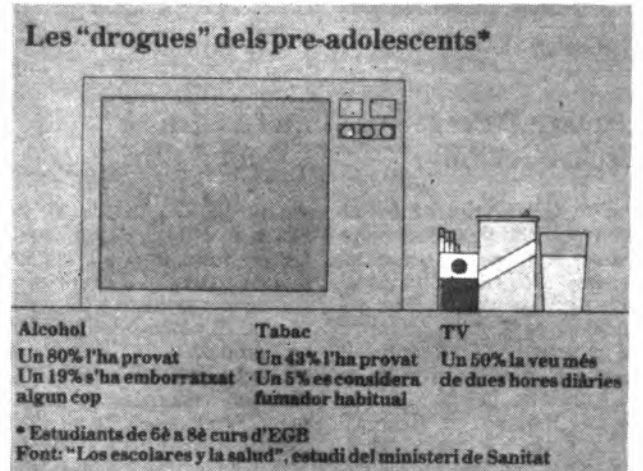 Les "drogues" dels pre-adolescents*
Alcohol
Un 80% l'ha provat
Un 19% s'ha emborratxat
algun cop
Tabac
Un 43% l'ha provat
Un 5% es considera
fumador habitual
TV
Un 50% la veu més
de dues hores diàries
* Estudiants de 6è a 8è curs d'EGB
Font: "Los escolares y la salud", estudi del ministeri de Sanitat